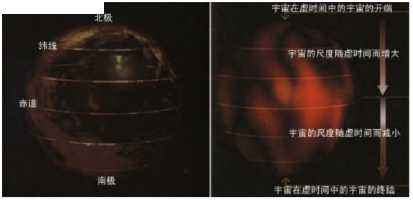 北极
纬线
赤道
南极
宇宙在虚时间中的宇宙的开端
宇宙的尺度随虚时间而增大
宇宙的尺度随虚时间而减小
宇宙在虚时间中的宇宙的终结